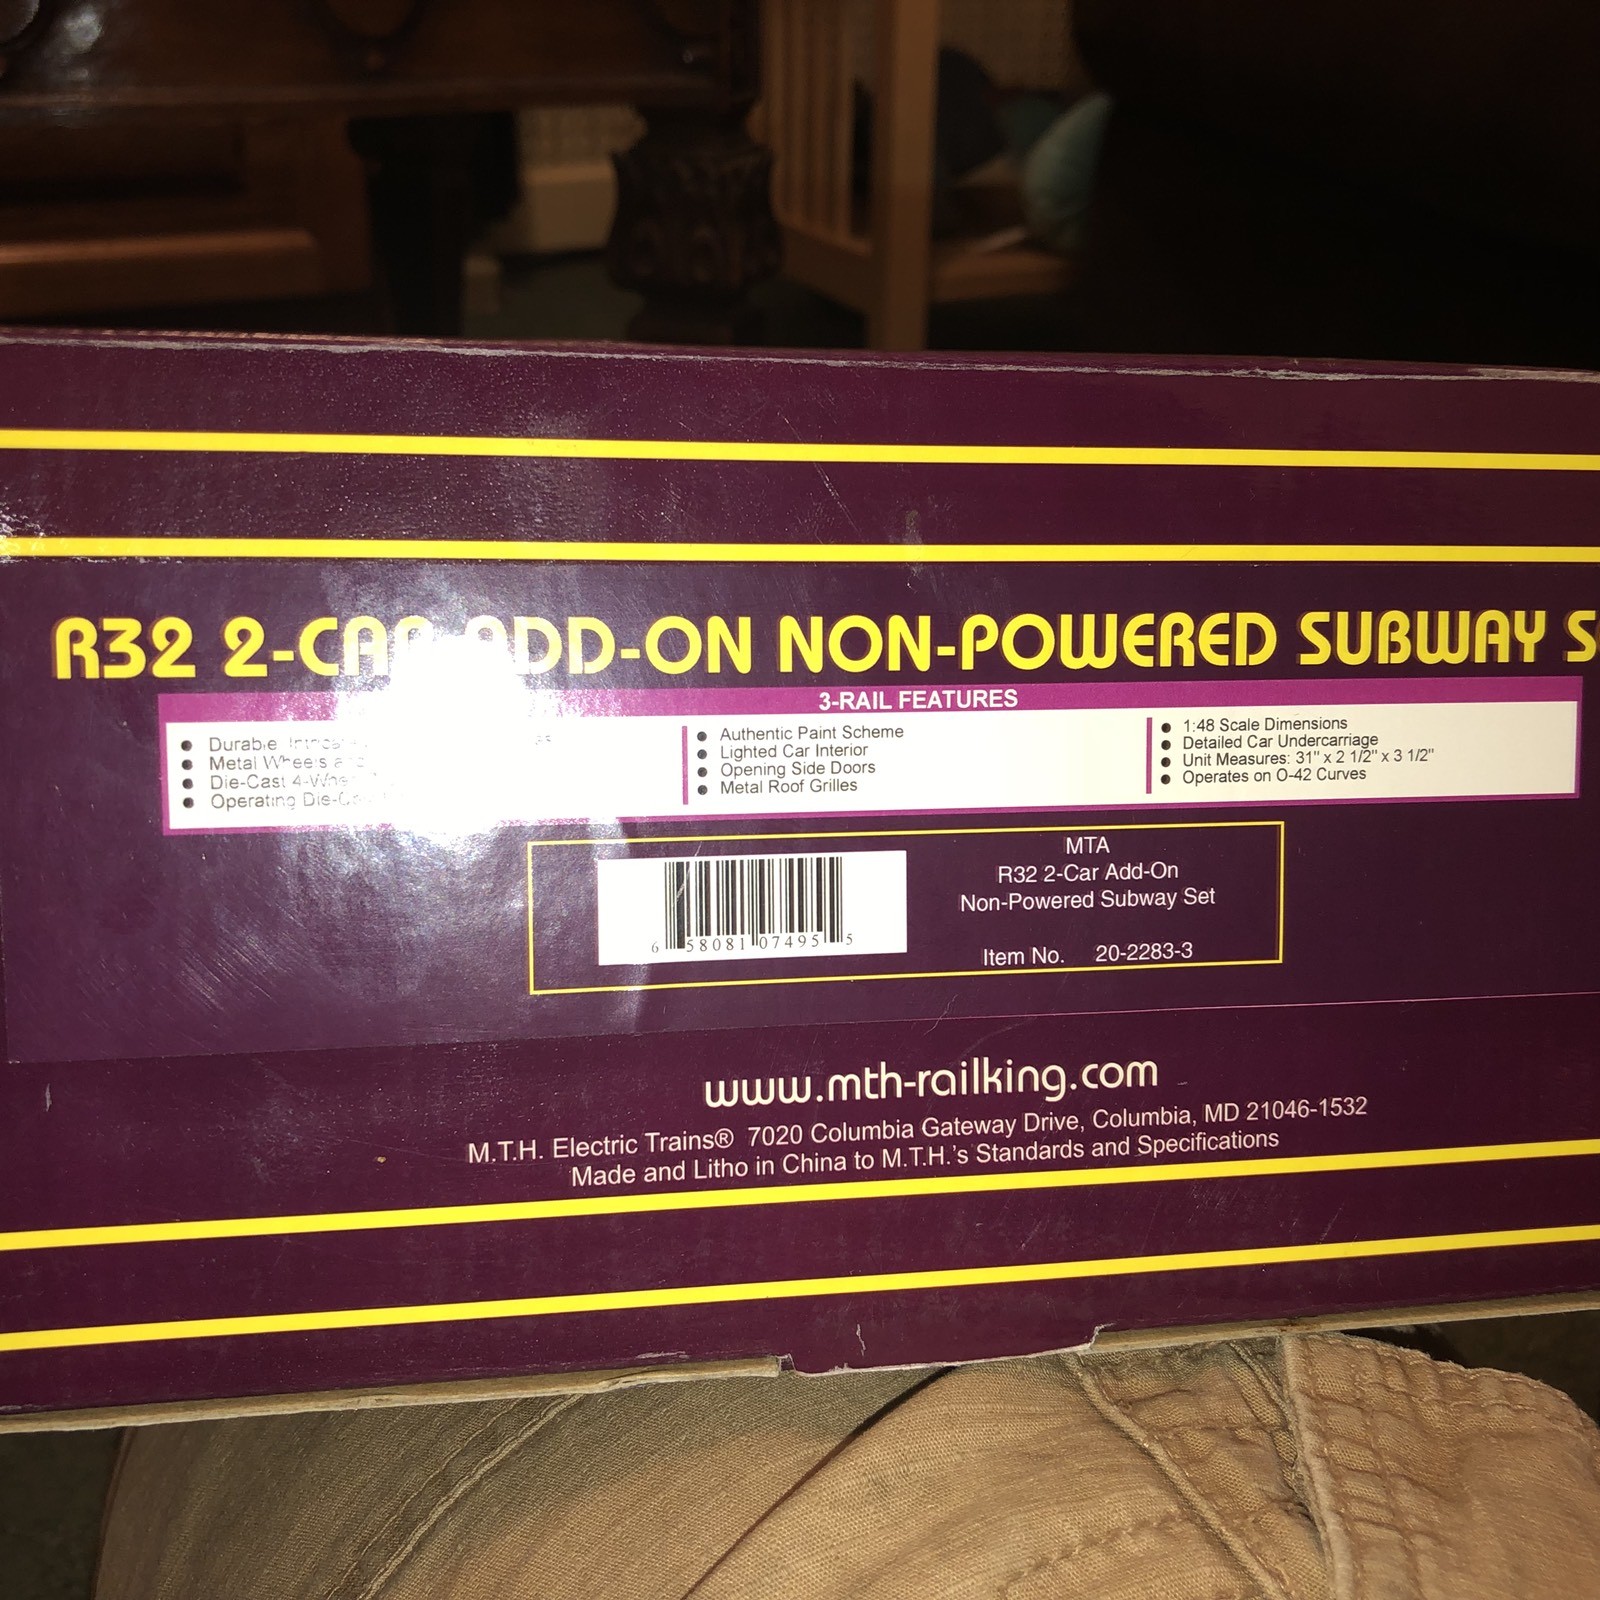 R32 2-CAR ADD-ON NON-POWERED SUBWAY
3-RAIL FEATURES
Durable
Metal Wheels
Die-Cast
Operating
Authentic Paint Scheme
Lighted Car Interior
Opening Side Doors
Metal Roof Grilles
1:48 Scale Dimensions
Detailed Car Undercarriage
Unit Measures: 31" x 2 1/2" x 3 1/2"
Operates on O-42 Curves
6 58081 07495 5
MTA
R32 2-Car Add-On
Non-Powered Subway Set
Item No. 20-2283-3
www.mth-railking.com
M.T.H. Electric Trains® 7020 Columbia Gateway Drive, Columbia, MD 21046-1532
Made and Litho in China to M.T.H.'s Standards and Specifications